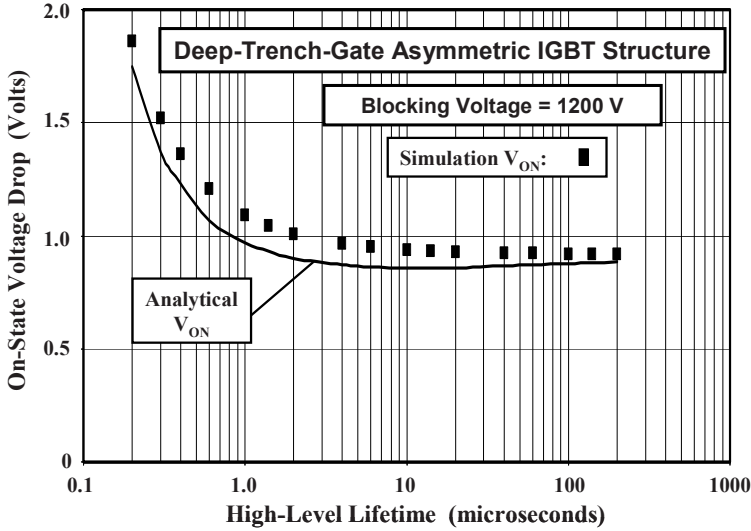 2.0
Deep-Trench-Gate Asymmetric IGBT Structure
Blocking Voltage = 1200 V
1.5
Simulation V_ON:
1.0
Analytical
V_ON
0.5
0
0.1
1.0
10
100
1000
On-State Voltage Drop (Volts)
High-Level Lifetime (microseconds)